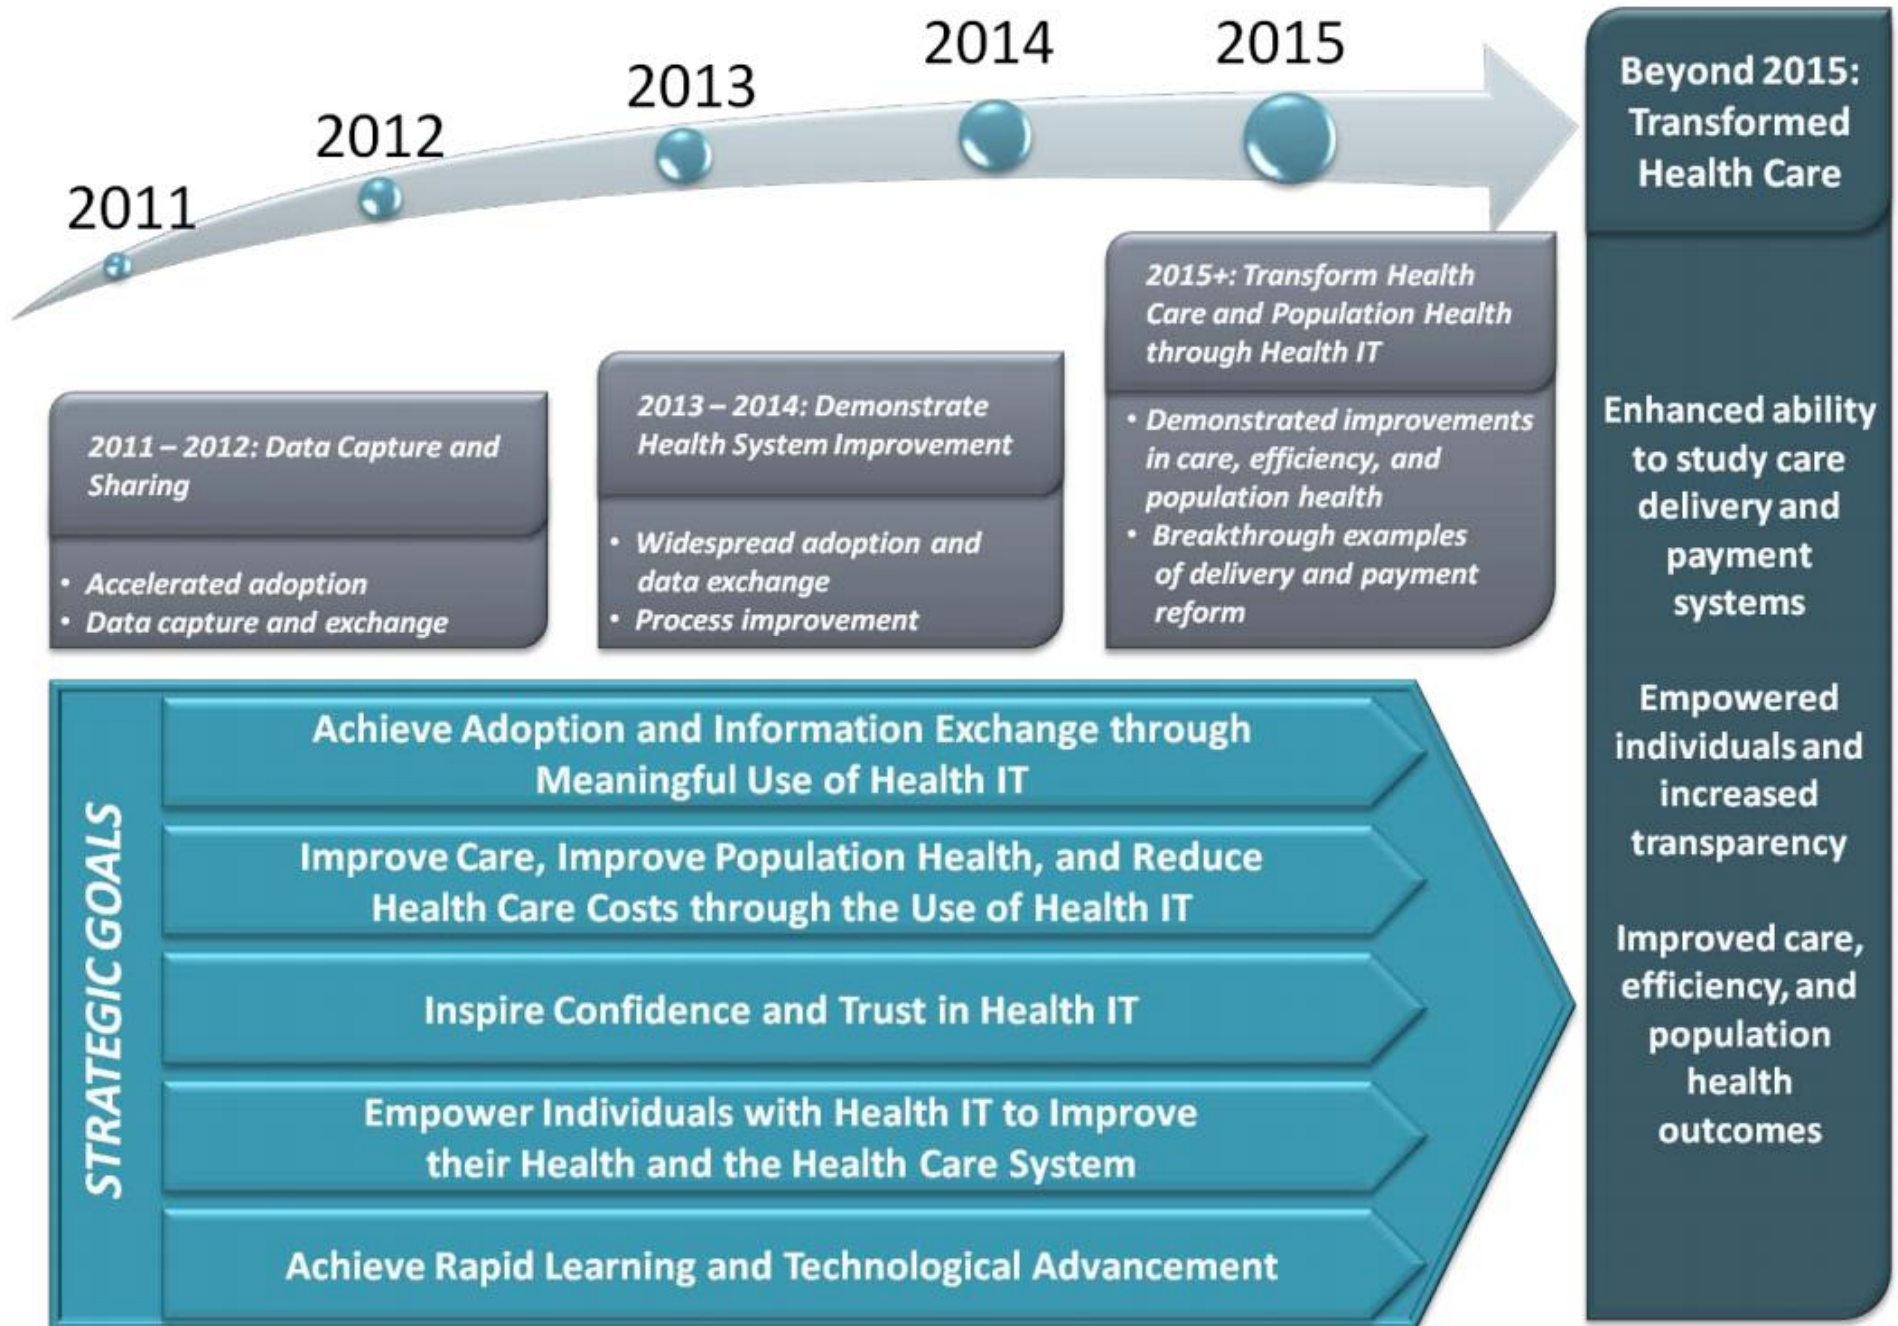 2011
2012
2013
2014
2015
2011 – 2012: Data Capture and
Sharing
• Accelerated adoption
• Data capture and exchange
2013 – 2014: Demonstrate
Health System Improvement
• Widespread adoption and
data exchange
• Process improvement
2015+: Transform Health
Care and Population Health
through Health IT
• Demonstrated improvements
in care, efficiency, and
population health
• Breakthrough examples
of delivery and payment
reform
Beyond 2015:
Transformed
Health Care
Enhanced ability
to study care
delivery and
payment
systems
Empowered
individuals and
increased
transparency
Improved care,
efficiency, and
population
health
outcomes
STRATEGIC GOALS
Achieve Adoption and Information Exchange through
Meaningful Use of Health IT
Improve Care, Improve Population Health, and Reduce
Health Care Costs through the Use of Health IT
Inspire Confidence and Trust in Health IT
Empower Individuals with Health IT to Improve
their Health and the Health Care System
Achieve Rapid Learning and Technological Advancement